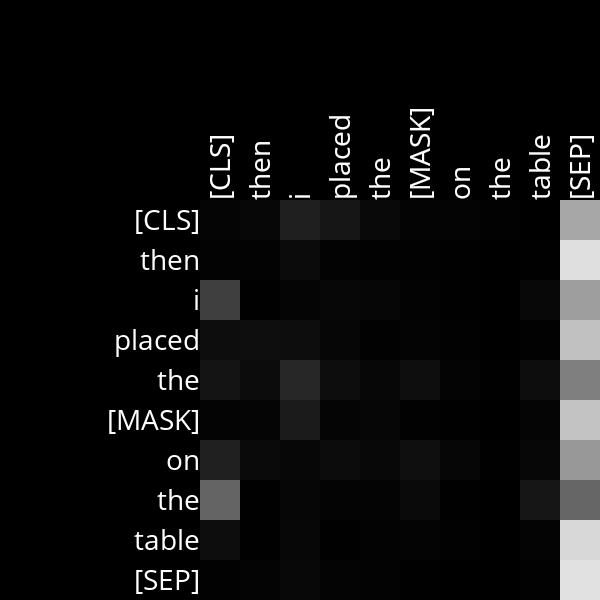 [CLS] then i placed the [MASK] on the table [SEP]
[CLS]
then
i
placed
the
[MASK]
on
the
table
[SEP]